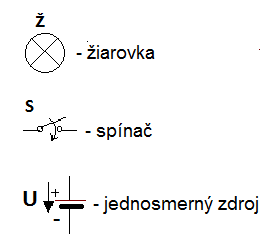 Ž
- žiarovka
S
- spínač
U + - - jednosmerný zdroj